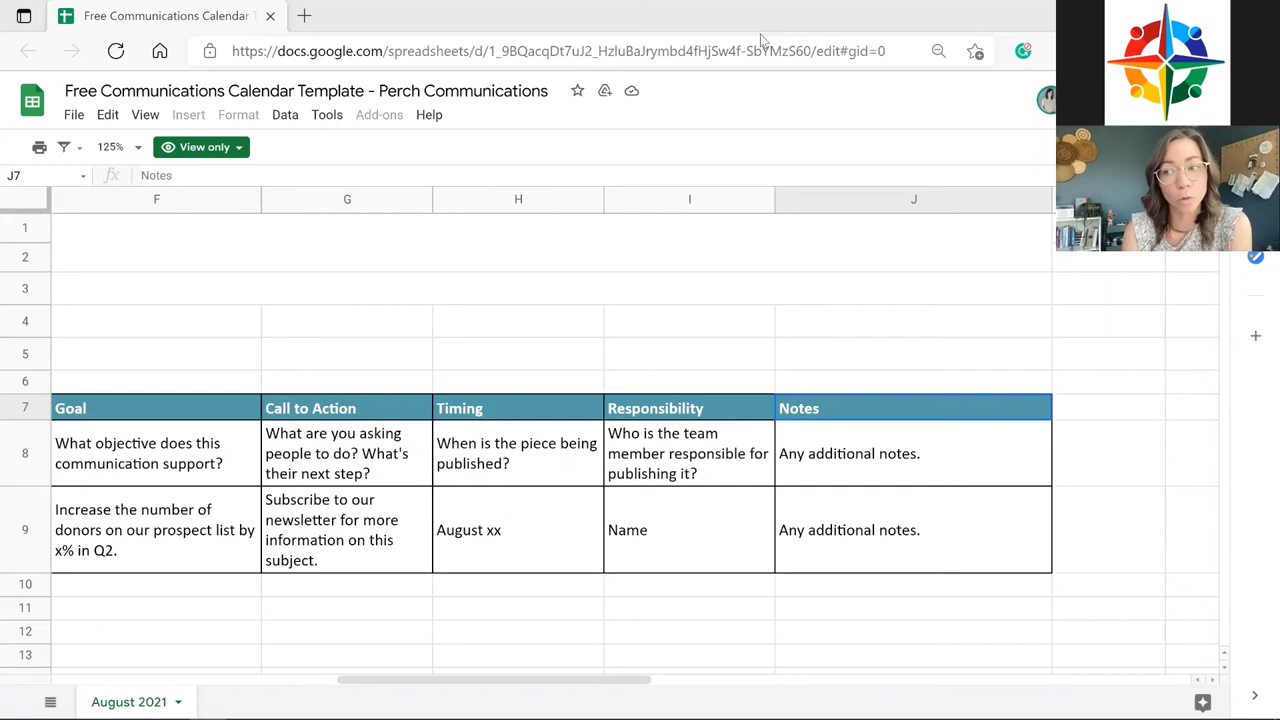 Free Communications Calendar
https://docs.google.com/spreadsheets/d/1_9BQacqDt7uJ2_HzluBaJrymbd4fHjSw4f-SbYMzS60/edit#gid=0
Free Communications Calendar Template - Perch Communications
File Edit View Insert Format Data Tools Add-ons Help
125% View only
J7 fx Notes
F G H I J
1
2
3
4
5
6
7 Goal Call to Action Timing Responsibility Notes
What are you asking Who is the team
What objective does this people to do? What's When is the piece being member responsible for Any additional notes.
communication support? their next step? published? publishing it?
8
Subscribe to our
Increase the number of newsletter for more
donors on our prospect list by information on this August xx Name Any additional notes.
x% in Q2. subject.
9
10
11
12
13
August 2021